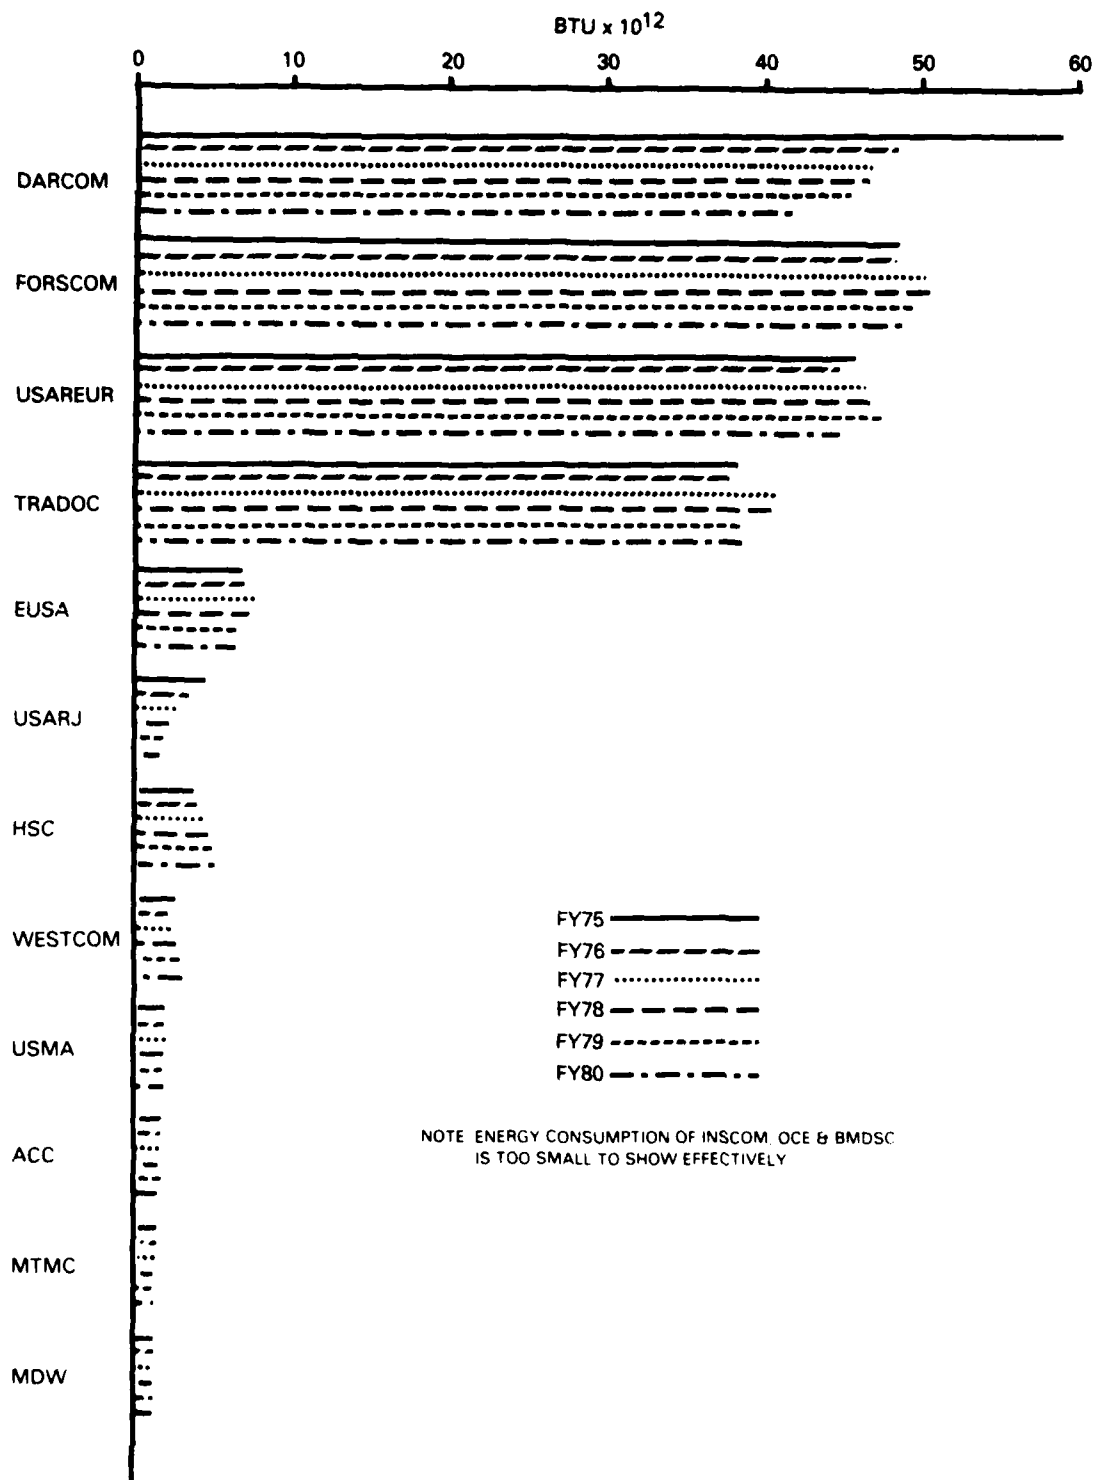 BTU x 10¹²
0 10 20 30 40 50 60
DARCOM
FORSCOM
USAREUR
TRADOC
EUSA
USARJ
HSC
WESTCOM
FY75
FY76
FY77
FY78
FY79
FY80
USMA
ACC
NOTE ENERGY CONSUMPTION OF INSCOM, OCE & BMDSC
IS TOO SMALL TO SHOW EFFECTIVELY
MTMC
MDW